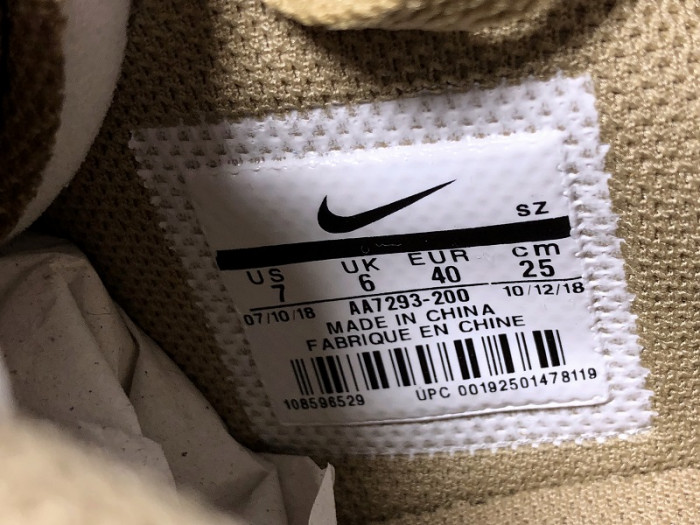 SZ
US UK EUR cm
7 6 40 25
07/10/18 AA7293-200 10/12/18
MADE IN CHINA
FABRIQUE EN CHINE
108596529 UPC 00192501478119